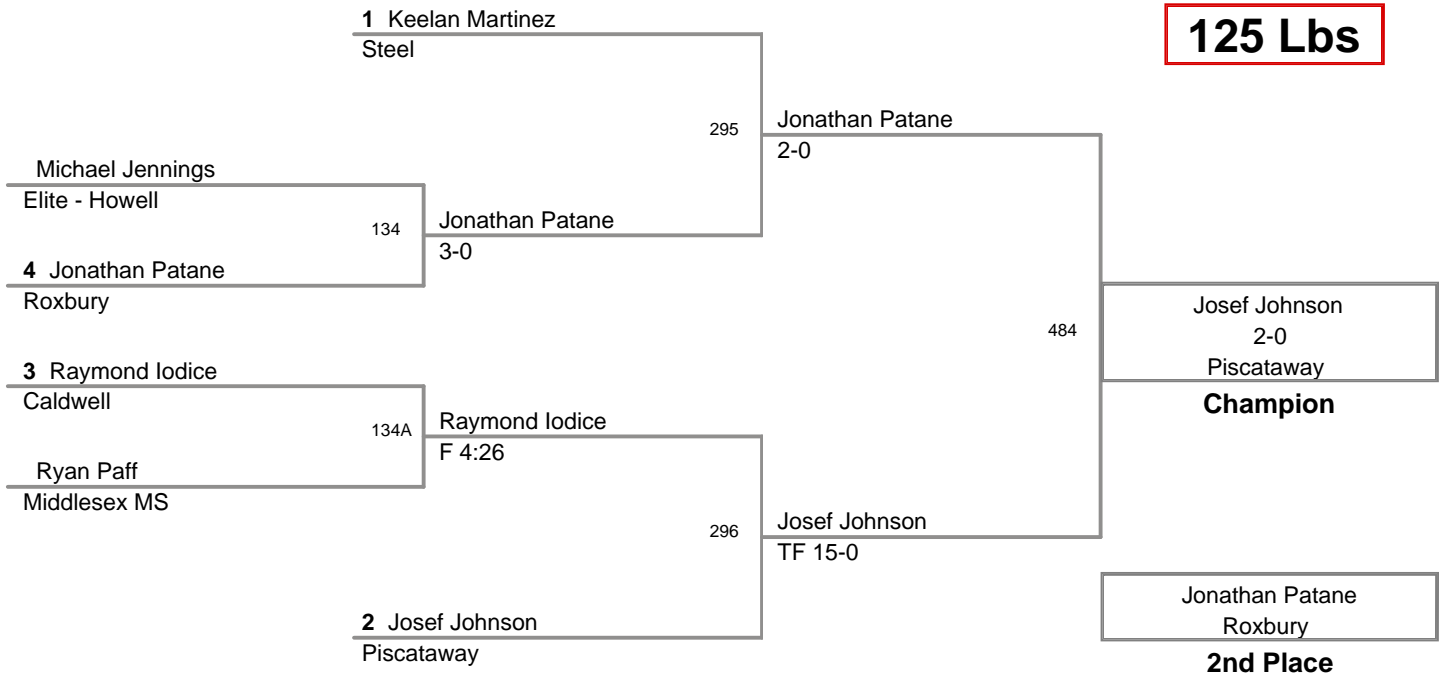 1 Keelan Martinez
Steel
125 Lbs
295
Jonathan Patane
2-0
Michael Jennings
Elite - Howell
134
Jonathan Patane
3-0
4 Jonathan Patane
Roxbury
484
Josef Johnson
2-0
Piscataway
Champion
3 Raymond Iodice
Caldwell
134A
Raymond Iodice
F 4:26
Ryan Paff
Middlesex MS
296
Josef Johnson
TF 15-0
2 Josef Johnson
Piscataway
Jonathan Patane
Roxbury
2nd Place